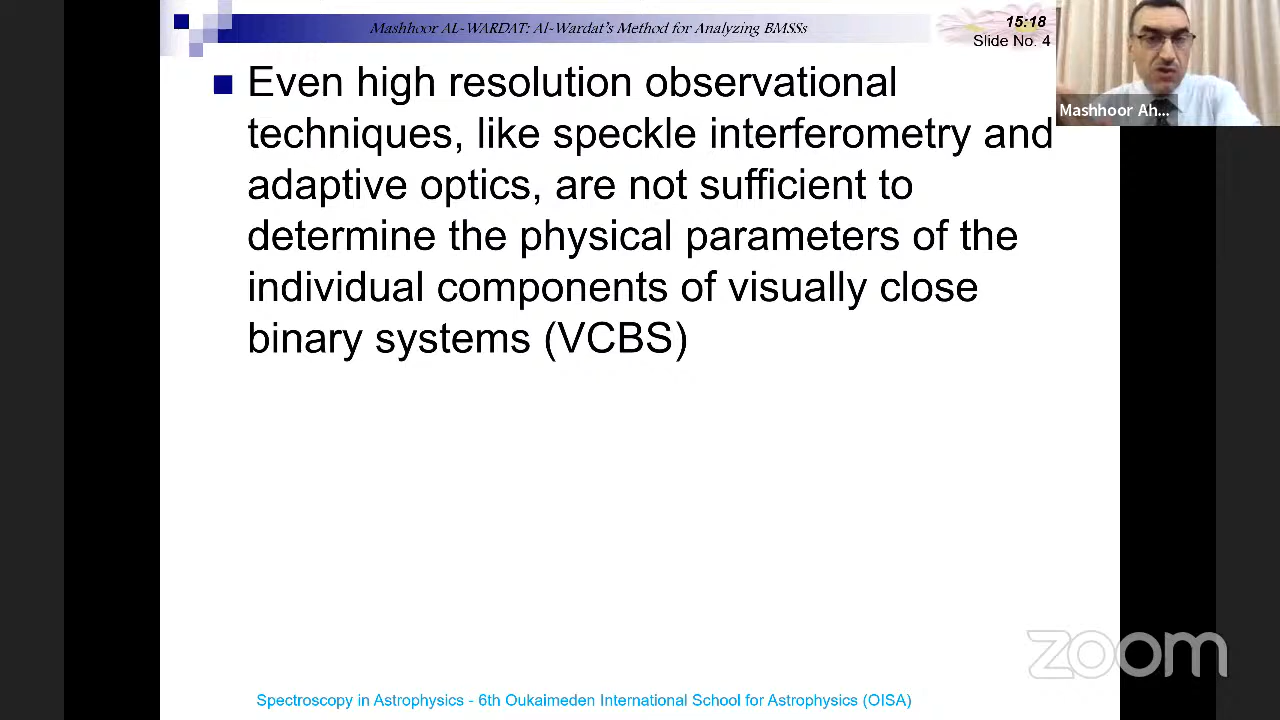 Mashhoor AL-WARDAT: Al-Wardat's Method for Analyzing BMSSs
15:18
Slide No. 4
Mashhoor Ah...
Even high resolution observational
techniques, like speckle interferometry and
adaptive optics, are not sufficient to
determine the physical parameters of the
individual components of visually close
binary systems (VCBS)
zoom
Spectroscopy in Astrophysics - 6th Oukaimeden International School for Astrophysics (OISA)